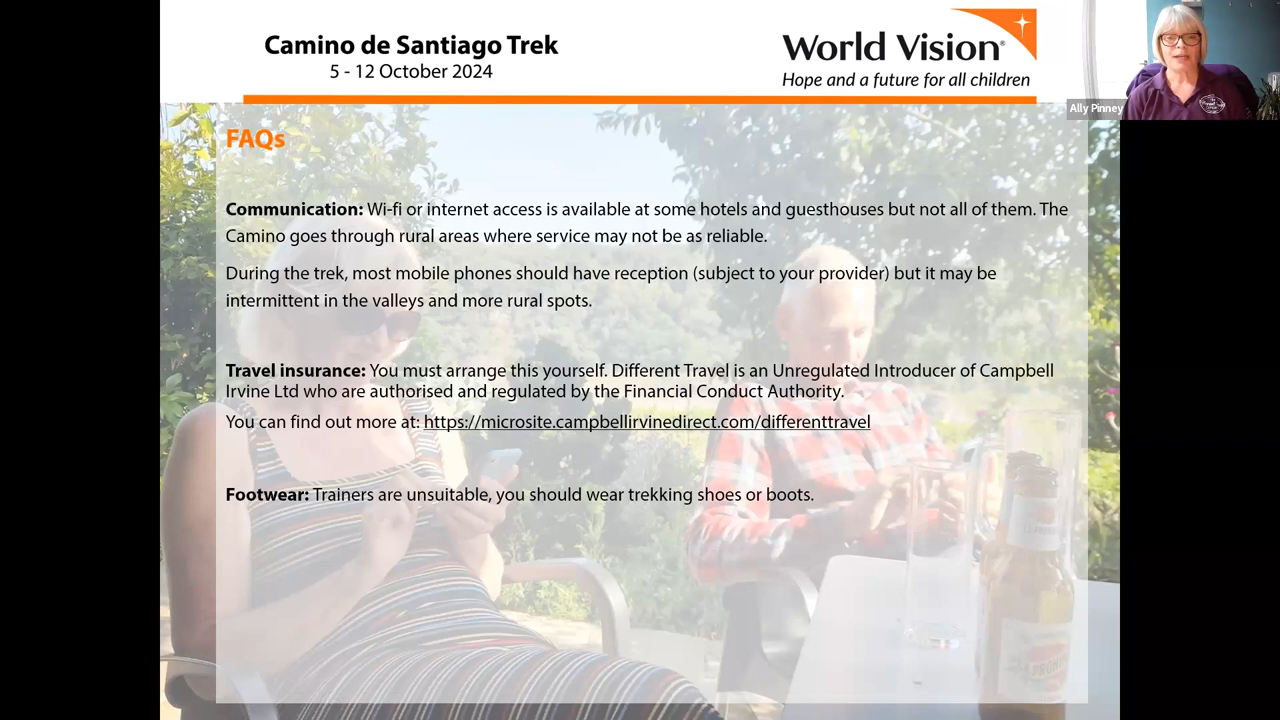 Camino de Santiago Trek
5 - 12 October 2024
World Vision®
Hope and a future for all children
Ally Pinney
FAQs
Communication: Wi-fi or internet access is available at some hotels and guesthouses but not all of them. The
Camino goes through rural areas where service may not be as reliable.
During the trek, most mobile phones should have reception (subject to your provider) but it may be
intermittent in the valleys and more rural spots.
Travel insurance: You must arrange this yourself. Different Travel is an Unregulated Introducer of Campbell
Irvine Ltd who are authorised and regulated by the Financial Conduct Authority.
You can find out more at: https://microsite.campbellirvinedirect.com/differenttravel
Footwear: Trainers are unsuitable, you should wear trekking shoes or boots.